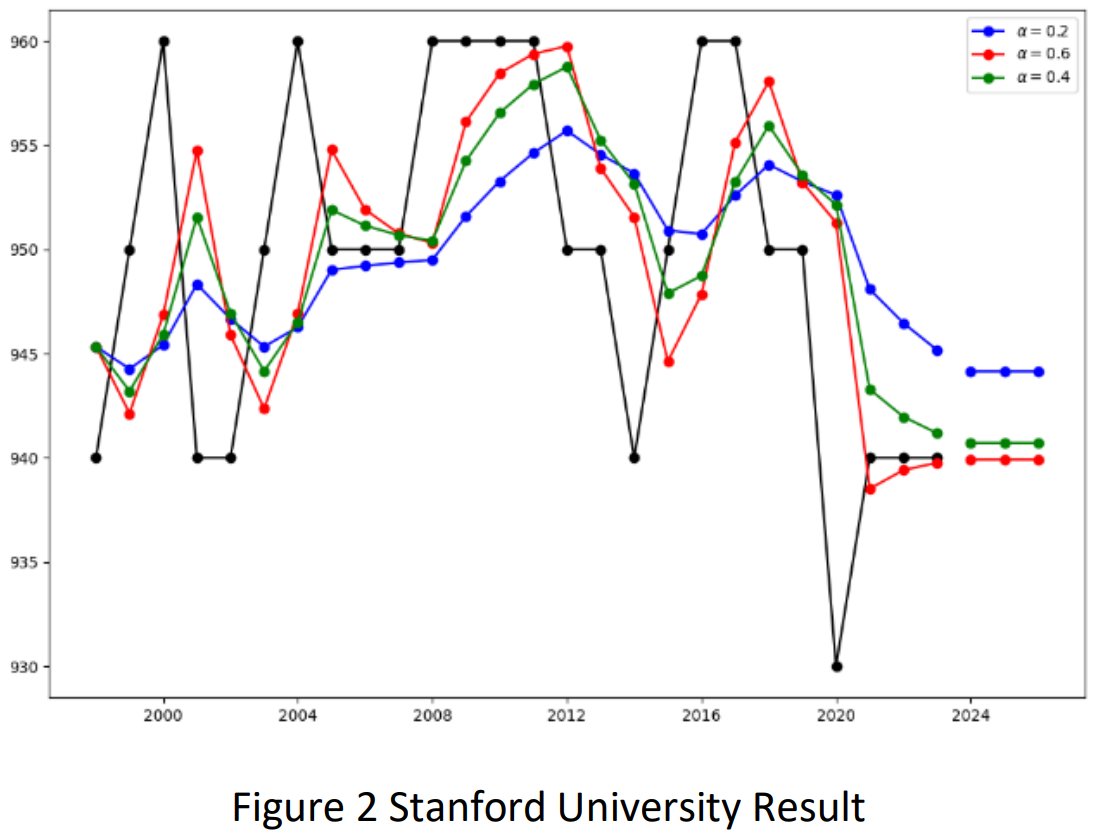 960
955
950
945
940
935
930
2000 2004 2008 2012 2016 2020 2024
α = 0.2
α = 0.6
α = 0.4
Figure 2 Stanford University Result